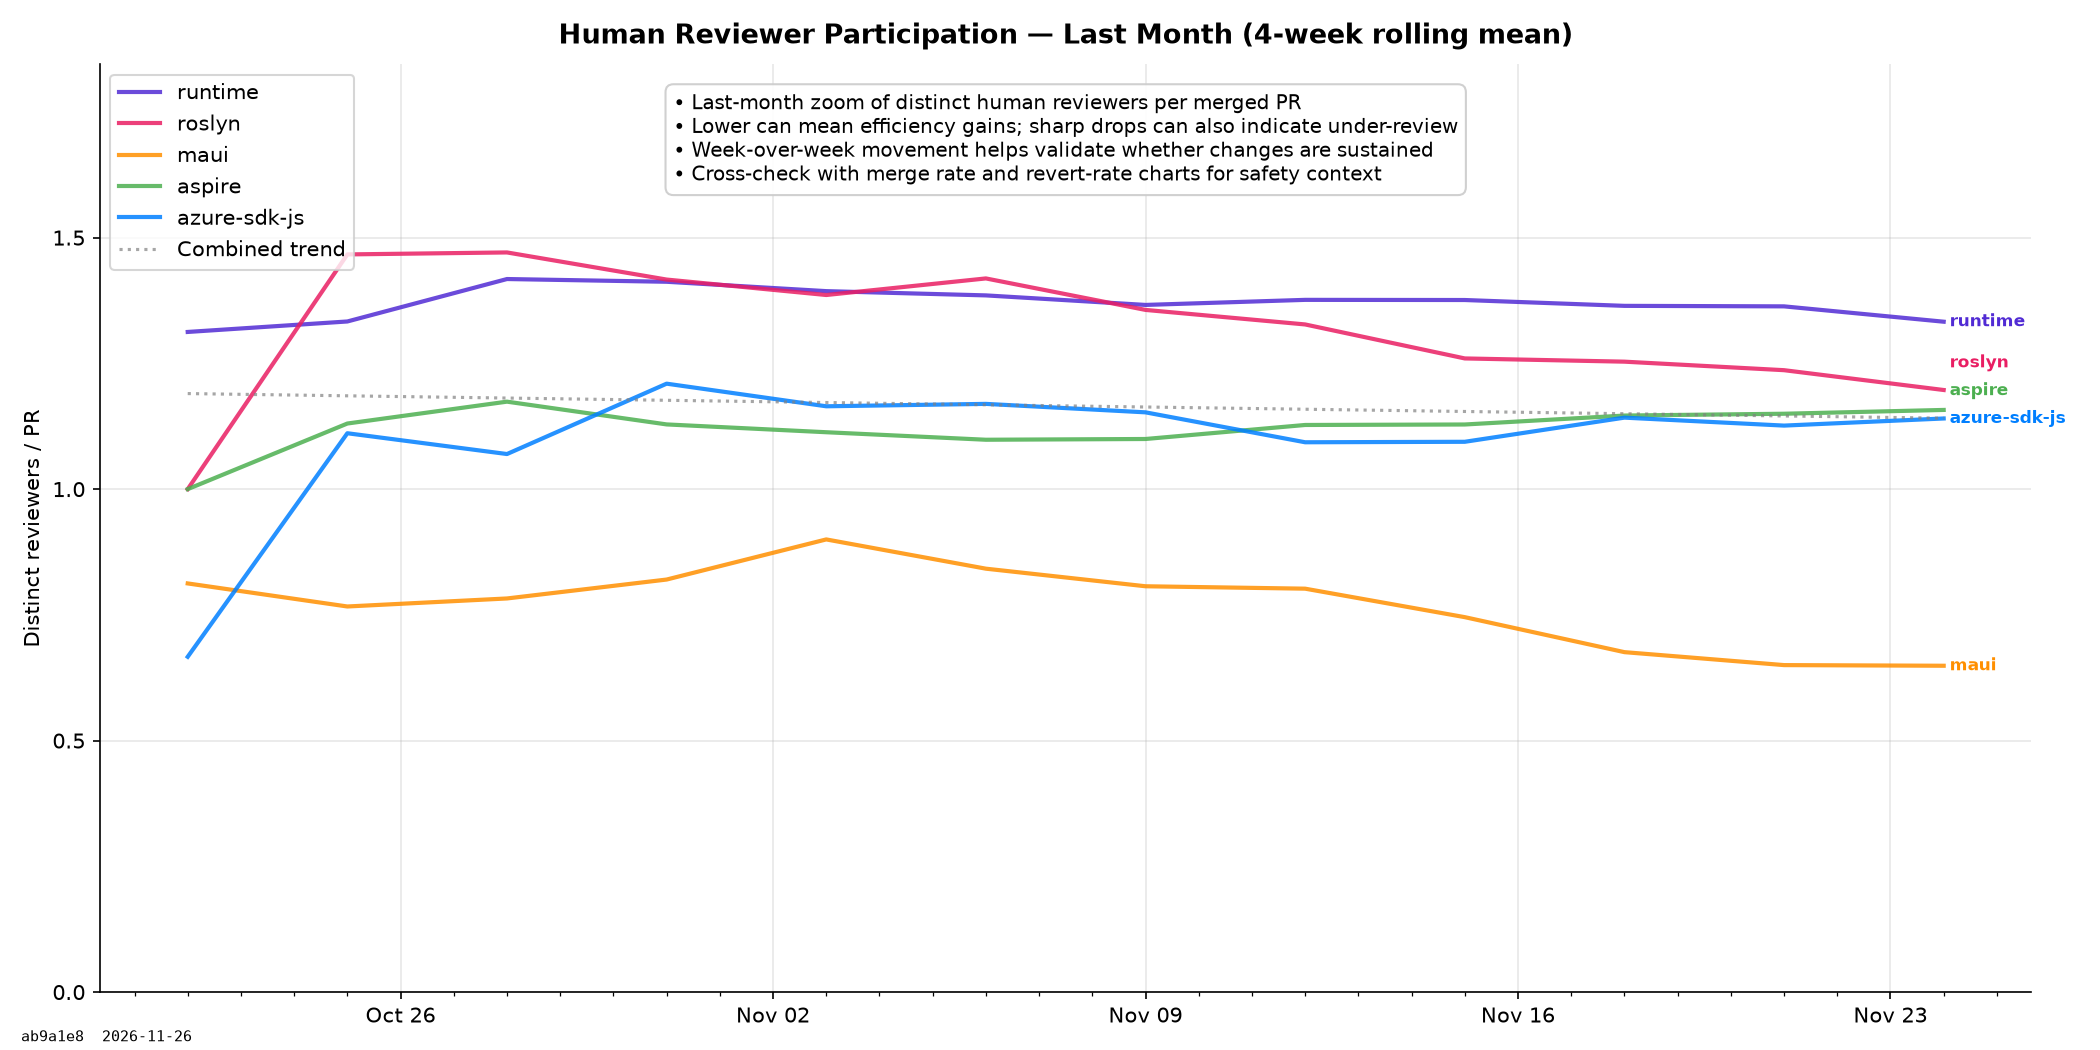 Human Reviewer Participation — Last Month (4-week rolling mean)
runtime
roslyn
maui
aspire
azure-sdk-js
Combined trend
• Last-month zoom of distinct human reviewers per merged PR
• Lower can mean efficiency gains; sharp drops can also indicate under-review
• Week-over-week movement helps validate whether changes are sustained
• Cross-check with merge rate and revert-rate charts for safety context
Distinct reviewers / PR
1.5
1.0
0.5
0.0
runtime
roslyn
aspire
azure-sdk-js
maui
Oct 26
Nov 02
Nov 09
Nov 16
Nov 23
ab9a1e8  2026-11-26